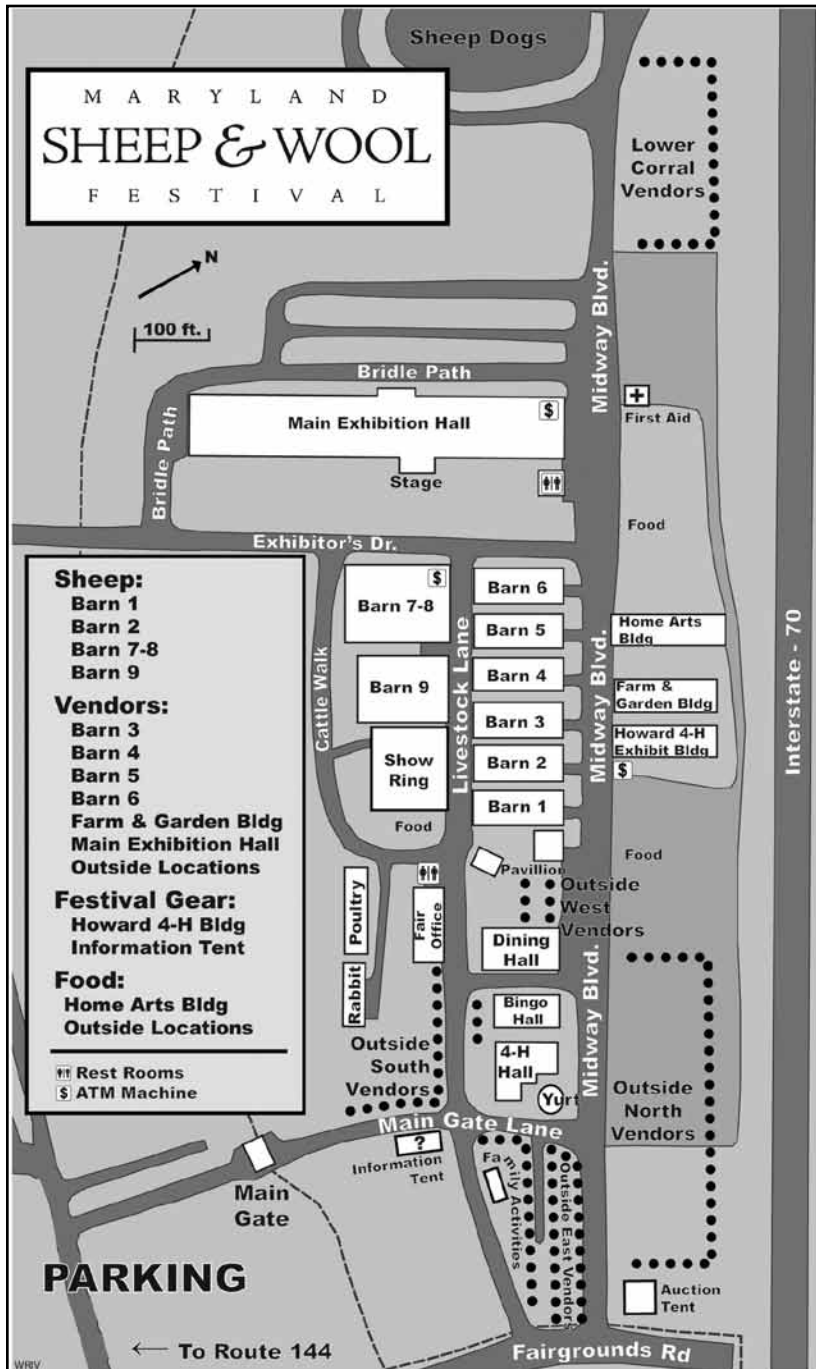 Sheep Dogs
MARYLAND
SHEEP & WOOL
FESTIVAL
Lower
Corral
Vendors
N
100 ft.
Midway Blvd.
Bridle Path
Bridle Path
Main Exhibition Hall
$
Stage
First Aid
Food
Exhibitor's Dr.
Interstate - 70
Sheep:
Barn 1
Barn 2
Barn 7-8
Barn 9
Vendors:
Barn 3
Barn 4
Barn 5
Barn 6
Farm & Garden Bldg
Main Exhibition Hall
Outside Locations
Festival Gear:
Howard 4-H Bldg
Information Tent
Food:
Home Arts Bldg
Outside Locations
Rest Rooms
$ ATM Machine
Cattle Walk
$
Barn 7-8
Barn 9
Show
Ring
Food
Livestock Lane
Barn 6
Barn 5
Barn 4
Barn 3
Barn 2
Barn 1
Midway Blvd.
Home Arts
Bldg
Farm &
Garden Bldg
Howard 4-H
Exhibit Bldg
$
Food
Pavillion
Outside
West
Vendors
Poultry
Rabbit
Fair
Office
Dining
Hall
Bingo
Hall
4-H
Hall
Yurt
Midway Blvd.
Outside
South
Vendors
Outside
North
Vendors
Main Gate Lane
?
Information
Tent
Main
Gate
Family Activities
Outside East Vendors
Auction
Tent
PARKING
To Route 144
Fairgrounds Rd
WRIV